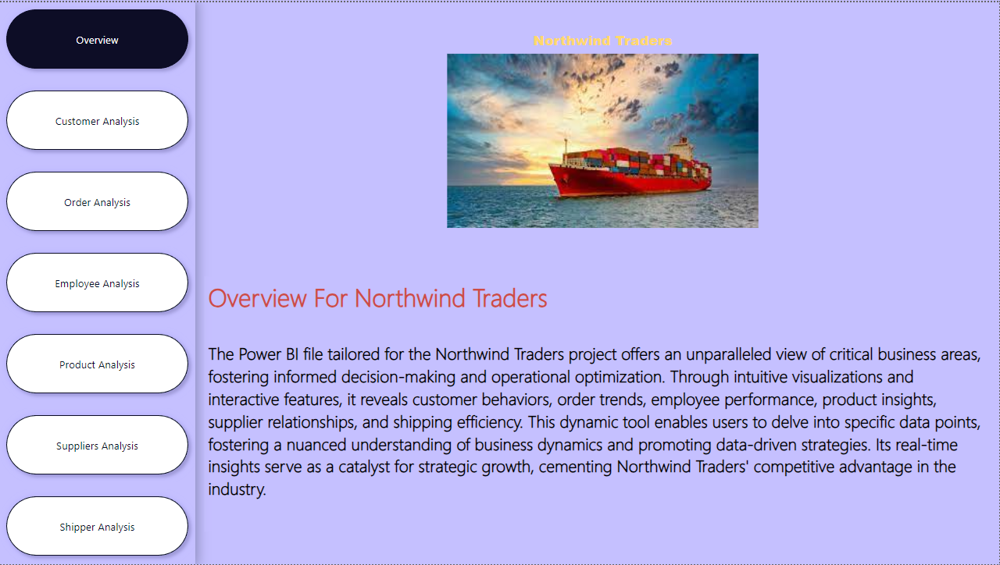 Overview
Customer Analysis
Order Analysis
Employee Analysis
Product Analysis
Suppliers Analysis
Shipper Analysis
Northwind Traders
Overview For Northwind Traders
The Power BI file tailored for the Northwind Traders project offers an unparalleled view of critical business areas,
fostering informed decision-making and operational optimization. Through intuitive visualizations and
interactive features, it reveals customer behaviors, order trends, employee performance, product insights,
supplier relationships, and shipping efficiency. This dynamic tool enables users to delve into specific data points,
fostering a nuanced understanding of business dynamics and promoting data-driven strategies. Its real-time
insights serve as a catalyst for strategic growth, cementing Northwind Traders' competitive advantage in the
industry.